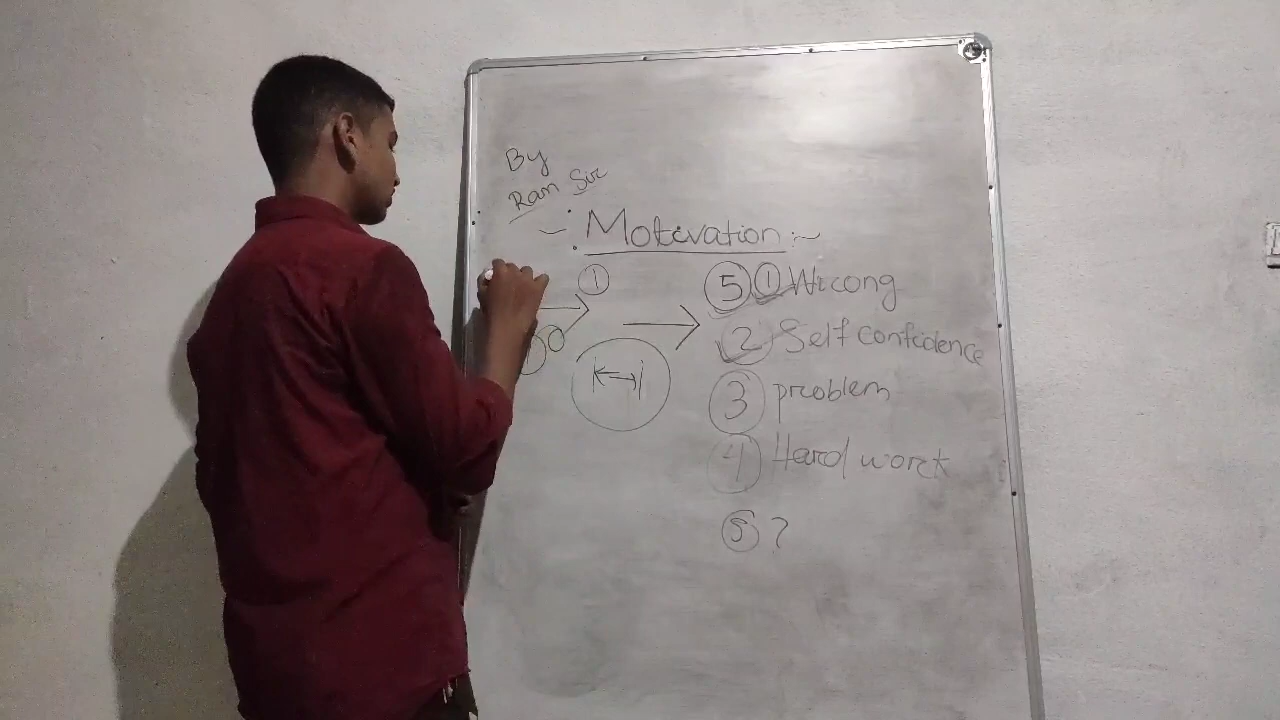 By
Ram Sir
-: Motivation :-
①
⑤ ① Wrong
② Self confidence
③ problem
④ Hard work
⑤ ?